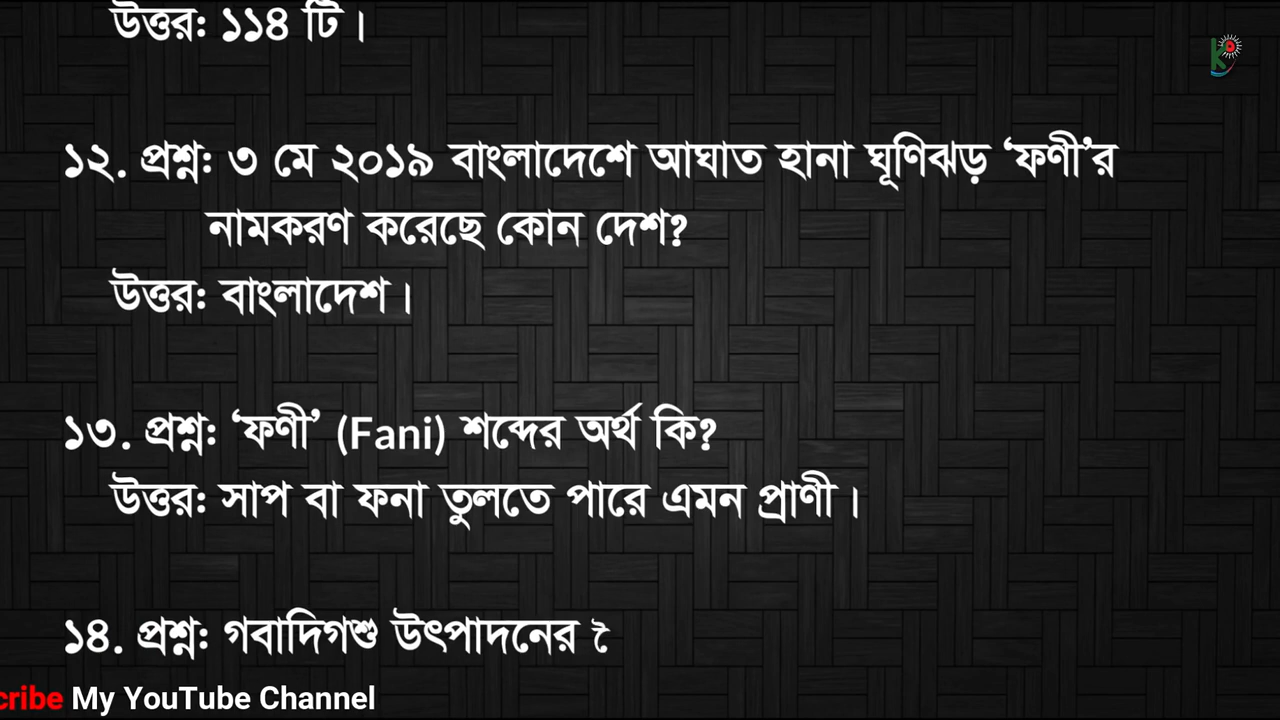 উত্তর: ১১৪ টি।
১২. প্রশ্ন: ৩ মে ২০১৯ বাংলাদেশে আঘাত হানা ঘূণিঝড় ‘ফণী’র
নামকরণ করেছে কোন দেশ?
উত্তর: বাংলাদেশ।
১৩. প্রশ্ন: ‘ফণী’ (Fani) শব্দের অর্থ কি?
উত্তর: সাপ বা ফনা তুলতে পারে এমন প্রাণী।
১৪. প্রশ্ন: গবাদিগশু উৎপাদনের
cribe My YouTube Channel